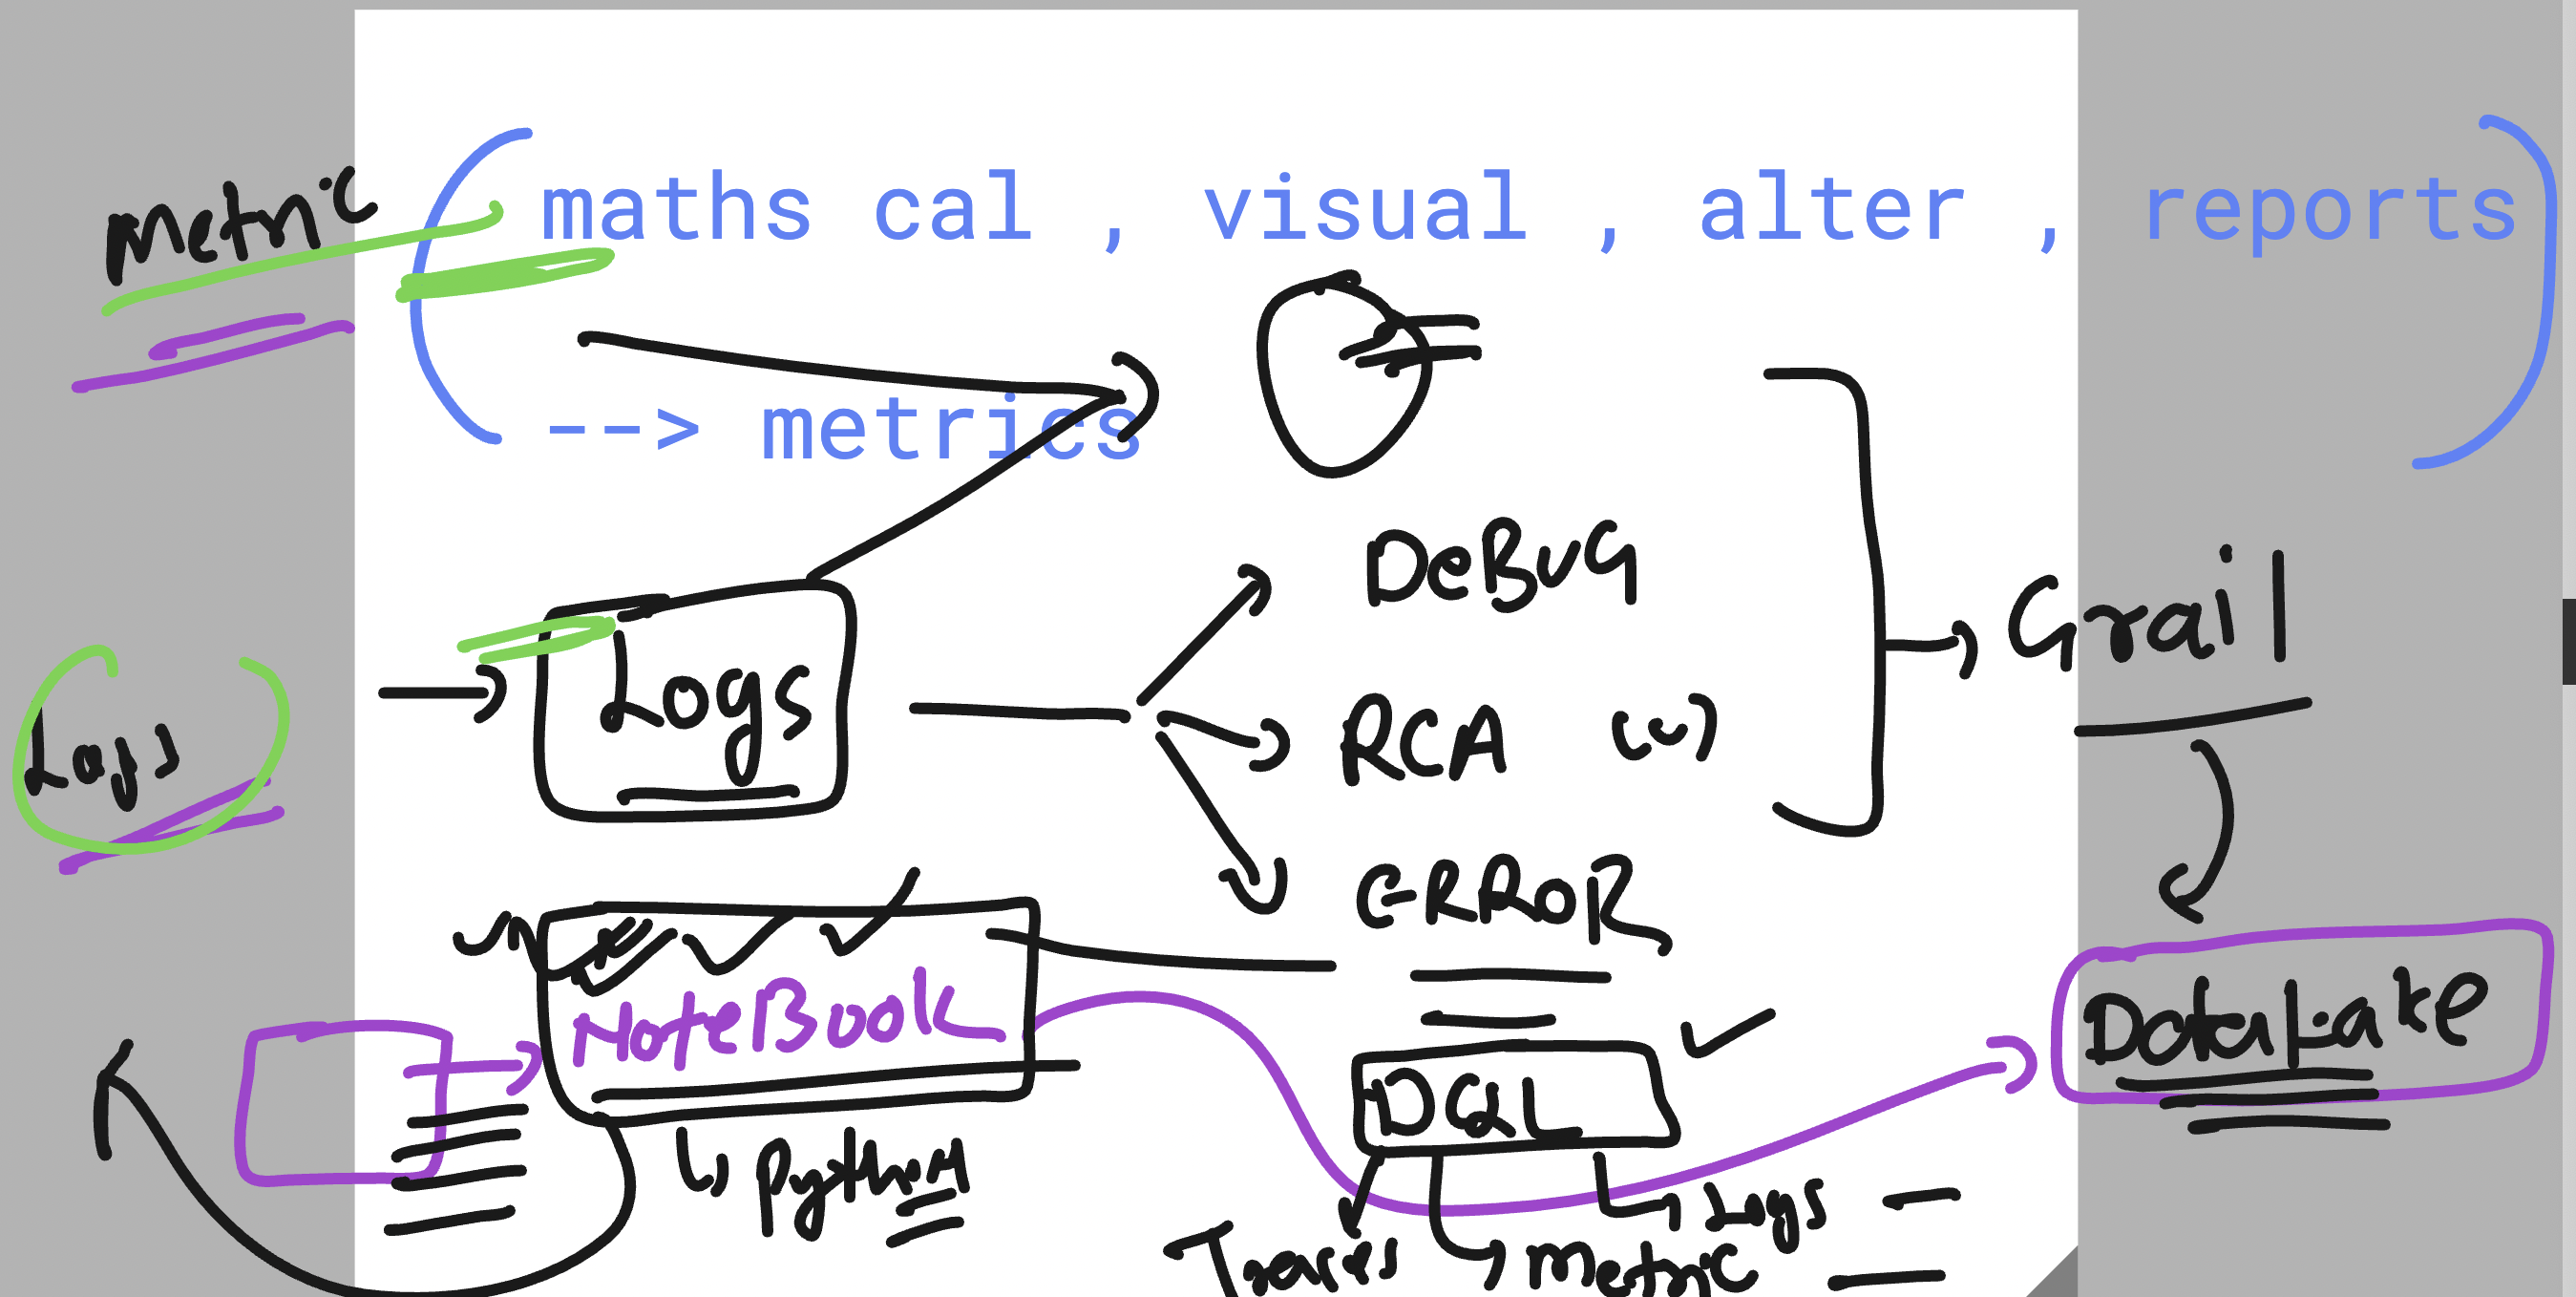 Metric
maths cal , visual , alter , reports
--> metrics
DeBUG
Grail
Logs
Logs
RCA
ERROR
DataLake
NoteBook
DQL
Python
Logs
Traces
Metric